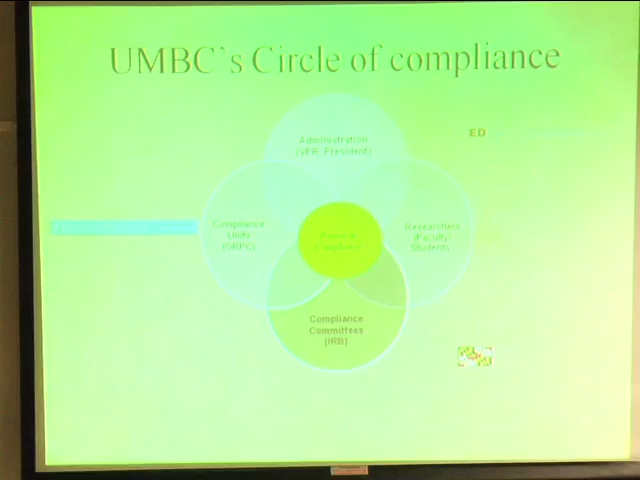 UMBC`s Circle of compliance
Administration
(VPR, President)
ED
Compliance
Units
(ORPC)
Researchers
(Faculty/
Students
Research
Compliance
Compliance
Committees
(IRB)